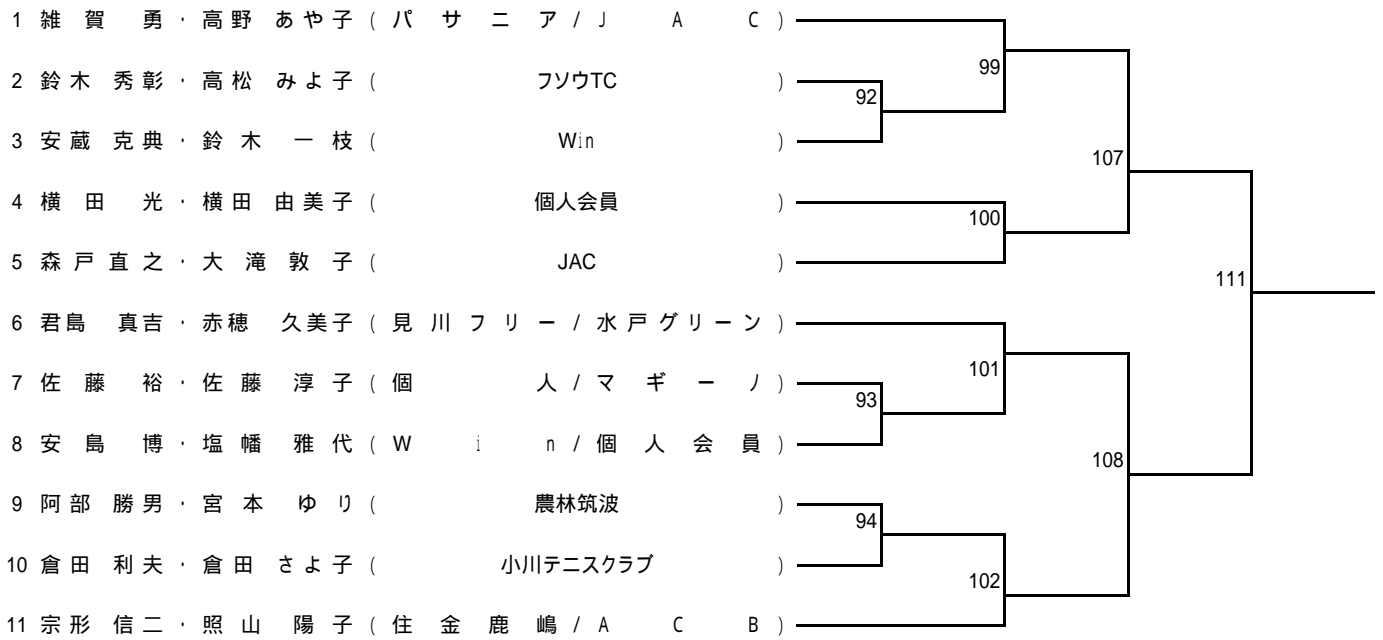 1 雑賀 勇・高野 あや子 (パサニア/JAC)
99
2 鈴木 秀彰・高松 みよ子 (フソウTC)
92
3 安蔵 克典・鈴木 一枝 (Win)
107
4 横田 光・横田 由美子 (個人会員)
100
5 森戸直之・大滝敦子 (JAC)
111
6 君島 真吉・赤穂 久美子 (見川フリー/水戸グリーン)
101
7 佐藤 裕・佐藤 淳子 (個人/マギーノ)
93
8 安島 博・塩幡 雅代 (Win/個人会員)
108
9 阿部 勝男・宮本 ゆり (農林筑波)
94
10 倉田 利夫・倉田 さよ子 (小川テニスクラブ)
102
11 宗形 信二・照山 陽子 (住金鹿嶋/ACB)